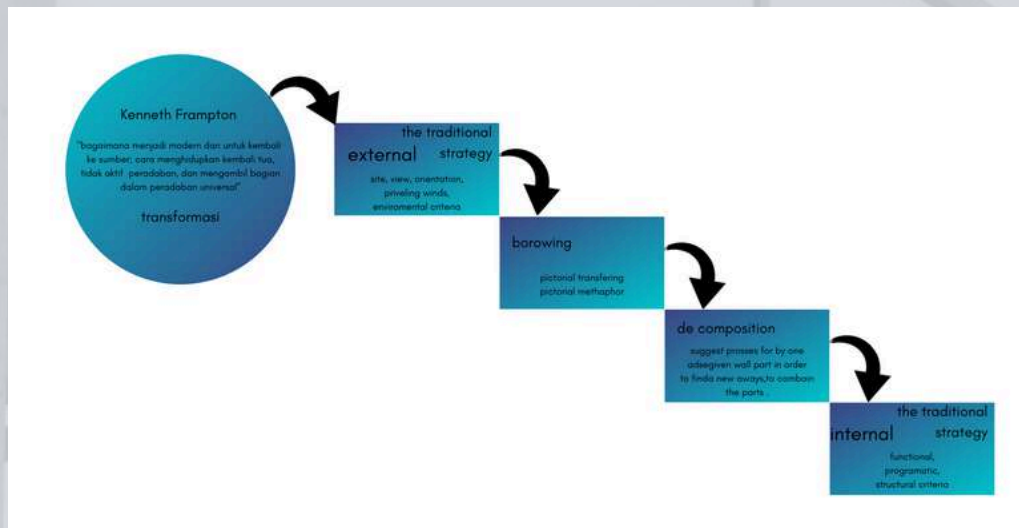 Kenneth Frampton
"bagaimana menjadi modern dan untuk kembali
ke sumber; cara menghidupkan kembali tua,
tidak aktif peradaban, dan mengambil bagian
dalam peradaban universal"
transformasi
the traditional
external strategy
site, view, orientation,
priveling winds,
enviromental criteria
borowing
pictorial transfering
pictorial methaphor
de composition
suggest prosses for by one
adeegiven wall part in order
to finda new aways,to combain
the parts .
the traditional
internal strategy
functional,
programatic,
structural criteria .